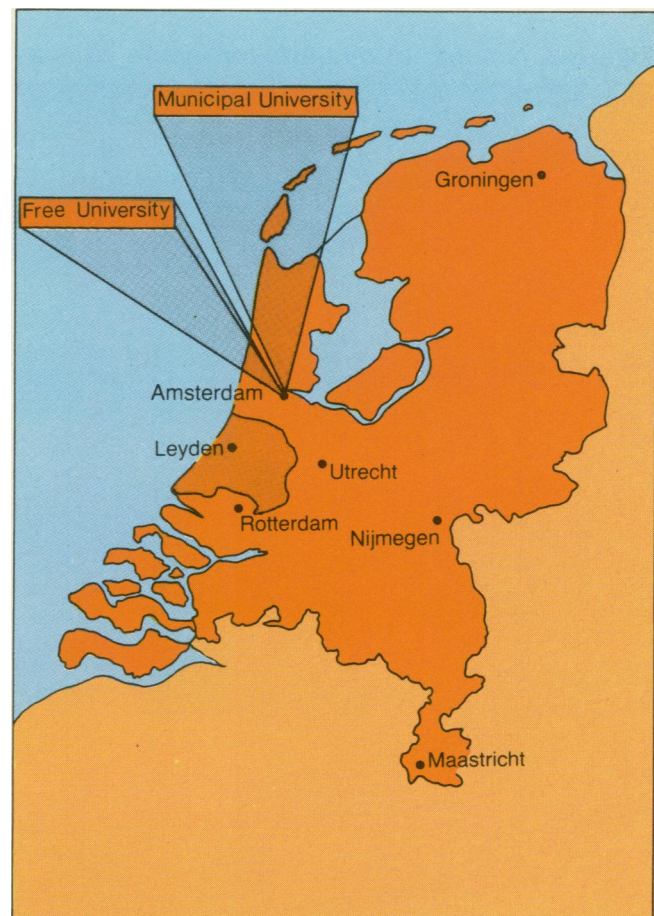 Municipal University
Groningen
Free University
Amsterdam
Leyden
Utrecht
Rotterdam
Nijmegen
Maastricht